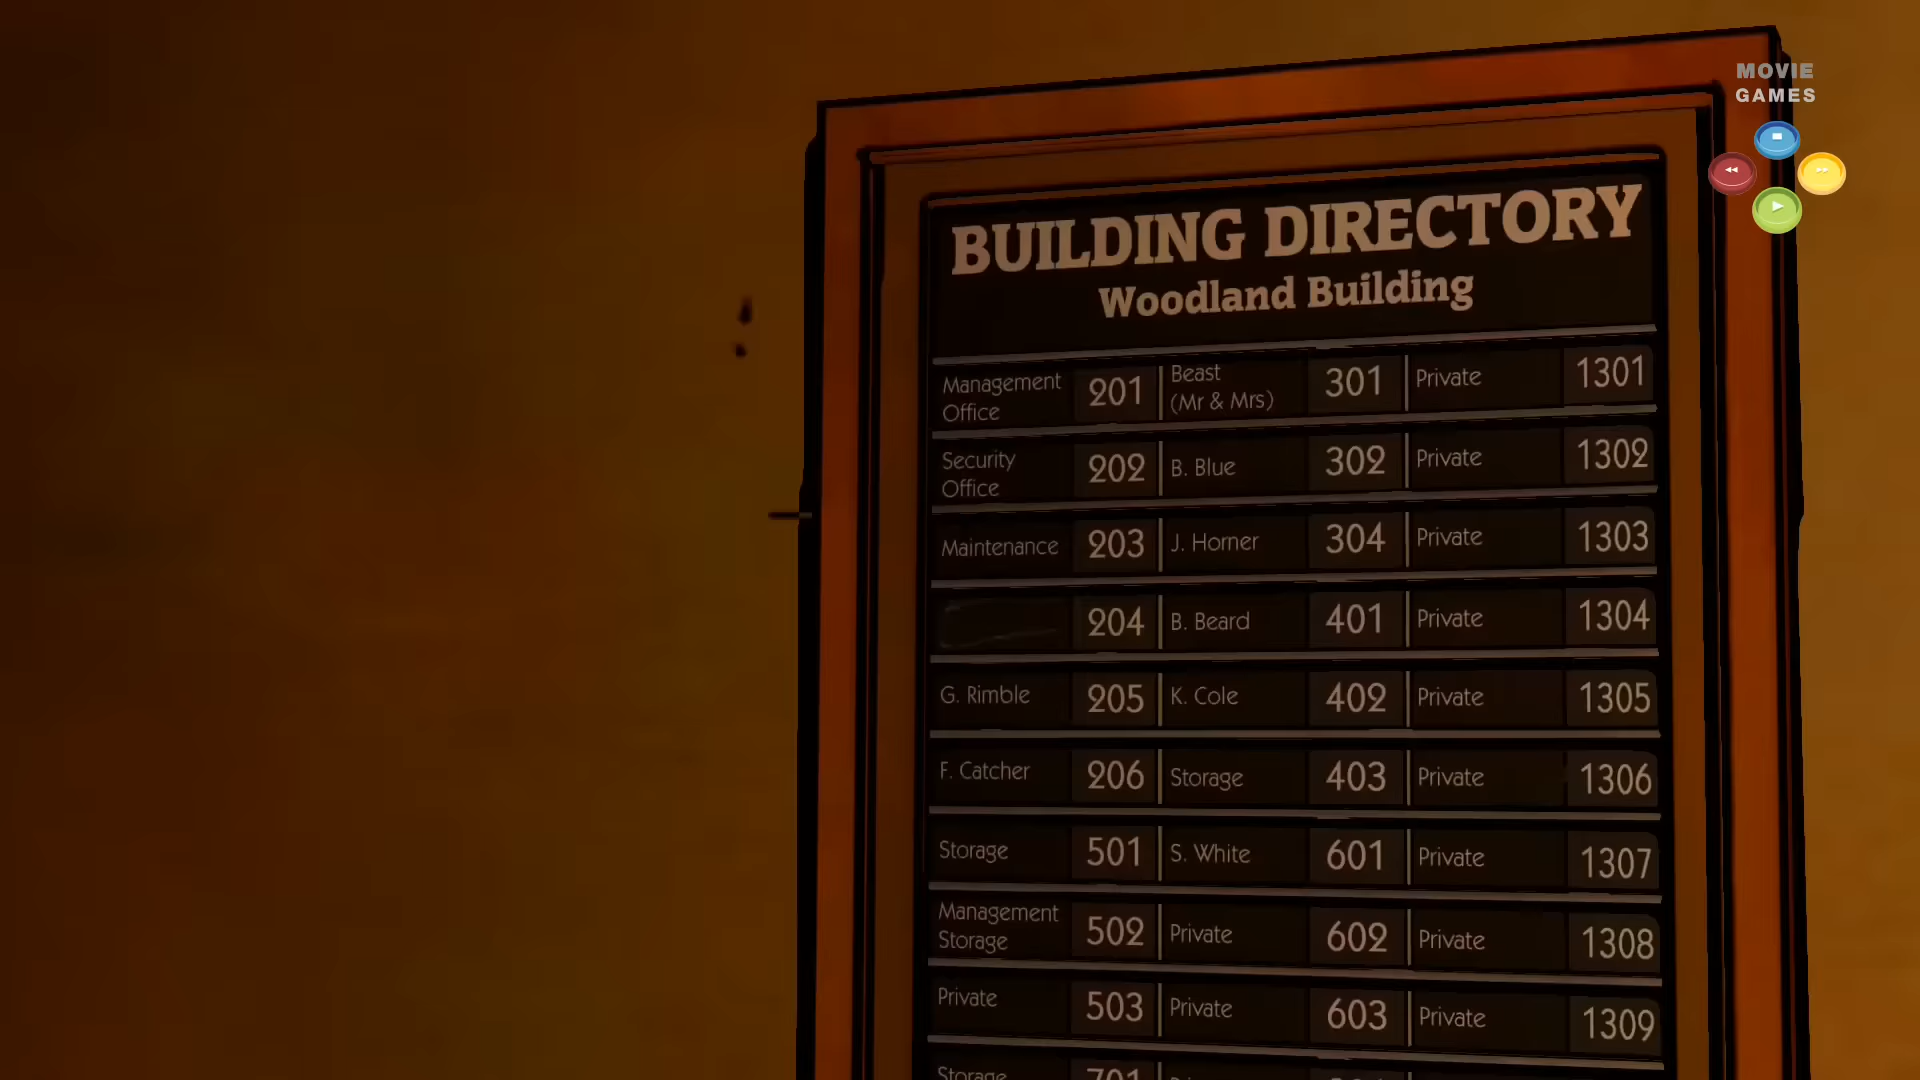 MOVIE
GAMES
BUILDING DIRECTORY
Woodland Building
Management Office 201 Beast (Mr & Mrs) 301 Private 1301
Security Office 202 B. Blue 302 Private 1302
Maintenance 203 J. Horner 304 Private 1303
204 B. Beard 401 Private 1304
G. Rimble 205 K. Cole 402 Private 1305
F. Catcher 206 Storage 403 Private 1306
Storage 501 S. White 601 Private 1307
Management Storage 502 Private 602 Private 1308
Private 503 Private 603 Private 1309
Storage 701